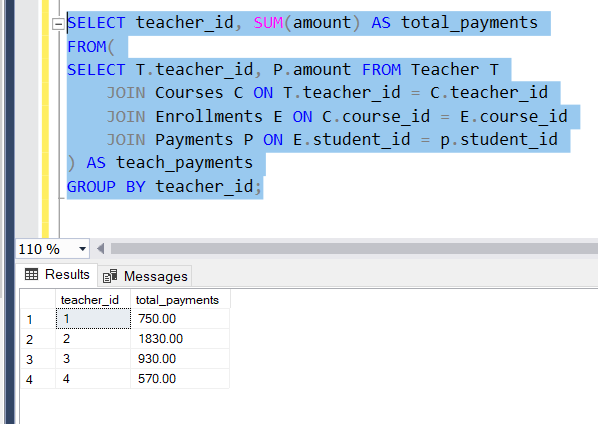 SELECT teacher_id, SUM(amount) AS total_payments
FROM(
SELECT T.teacher_id, P.amount FROM Teacher T
JOIN Courses C ON T.teacher_id = C.teacher_id
JOIN Enrollments E ON C.course_id = E.course_id
JOIN Payments P ON E.student_id = p.student_id
) AS teach_payments
GROUP BY teacher_id;
110 %
Results Messages
teacher_id total_payments
1 1 750.00
2 2 1830.00
3 3 930.00
4 4 570.00